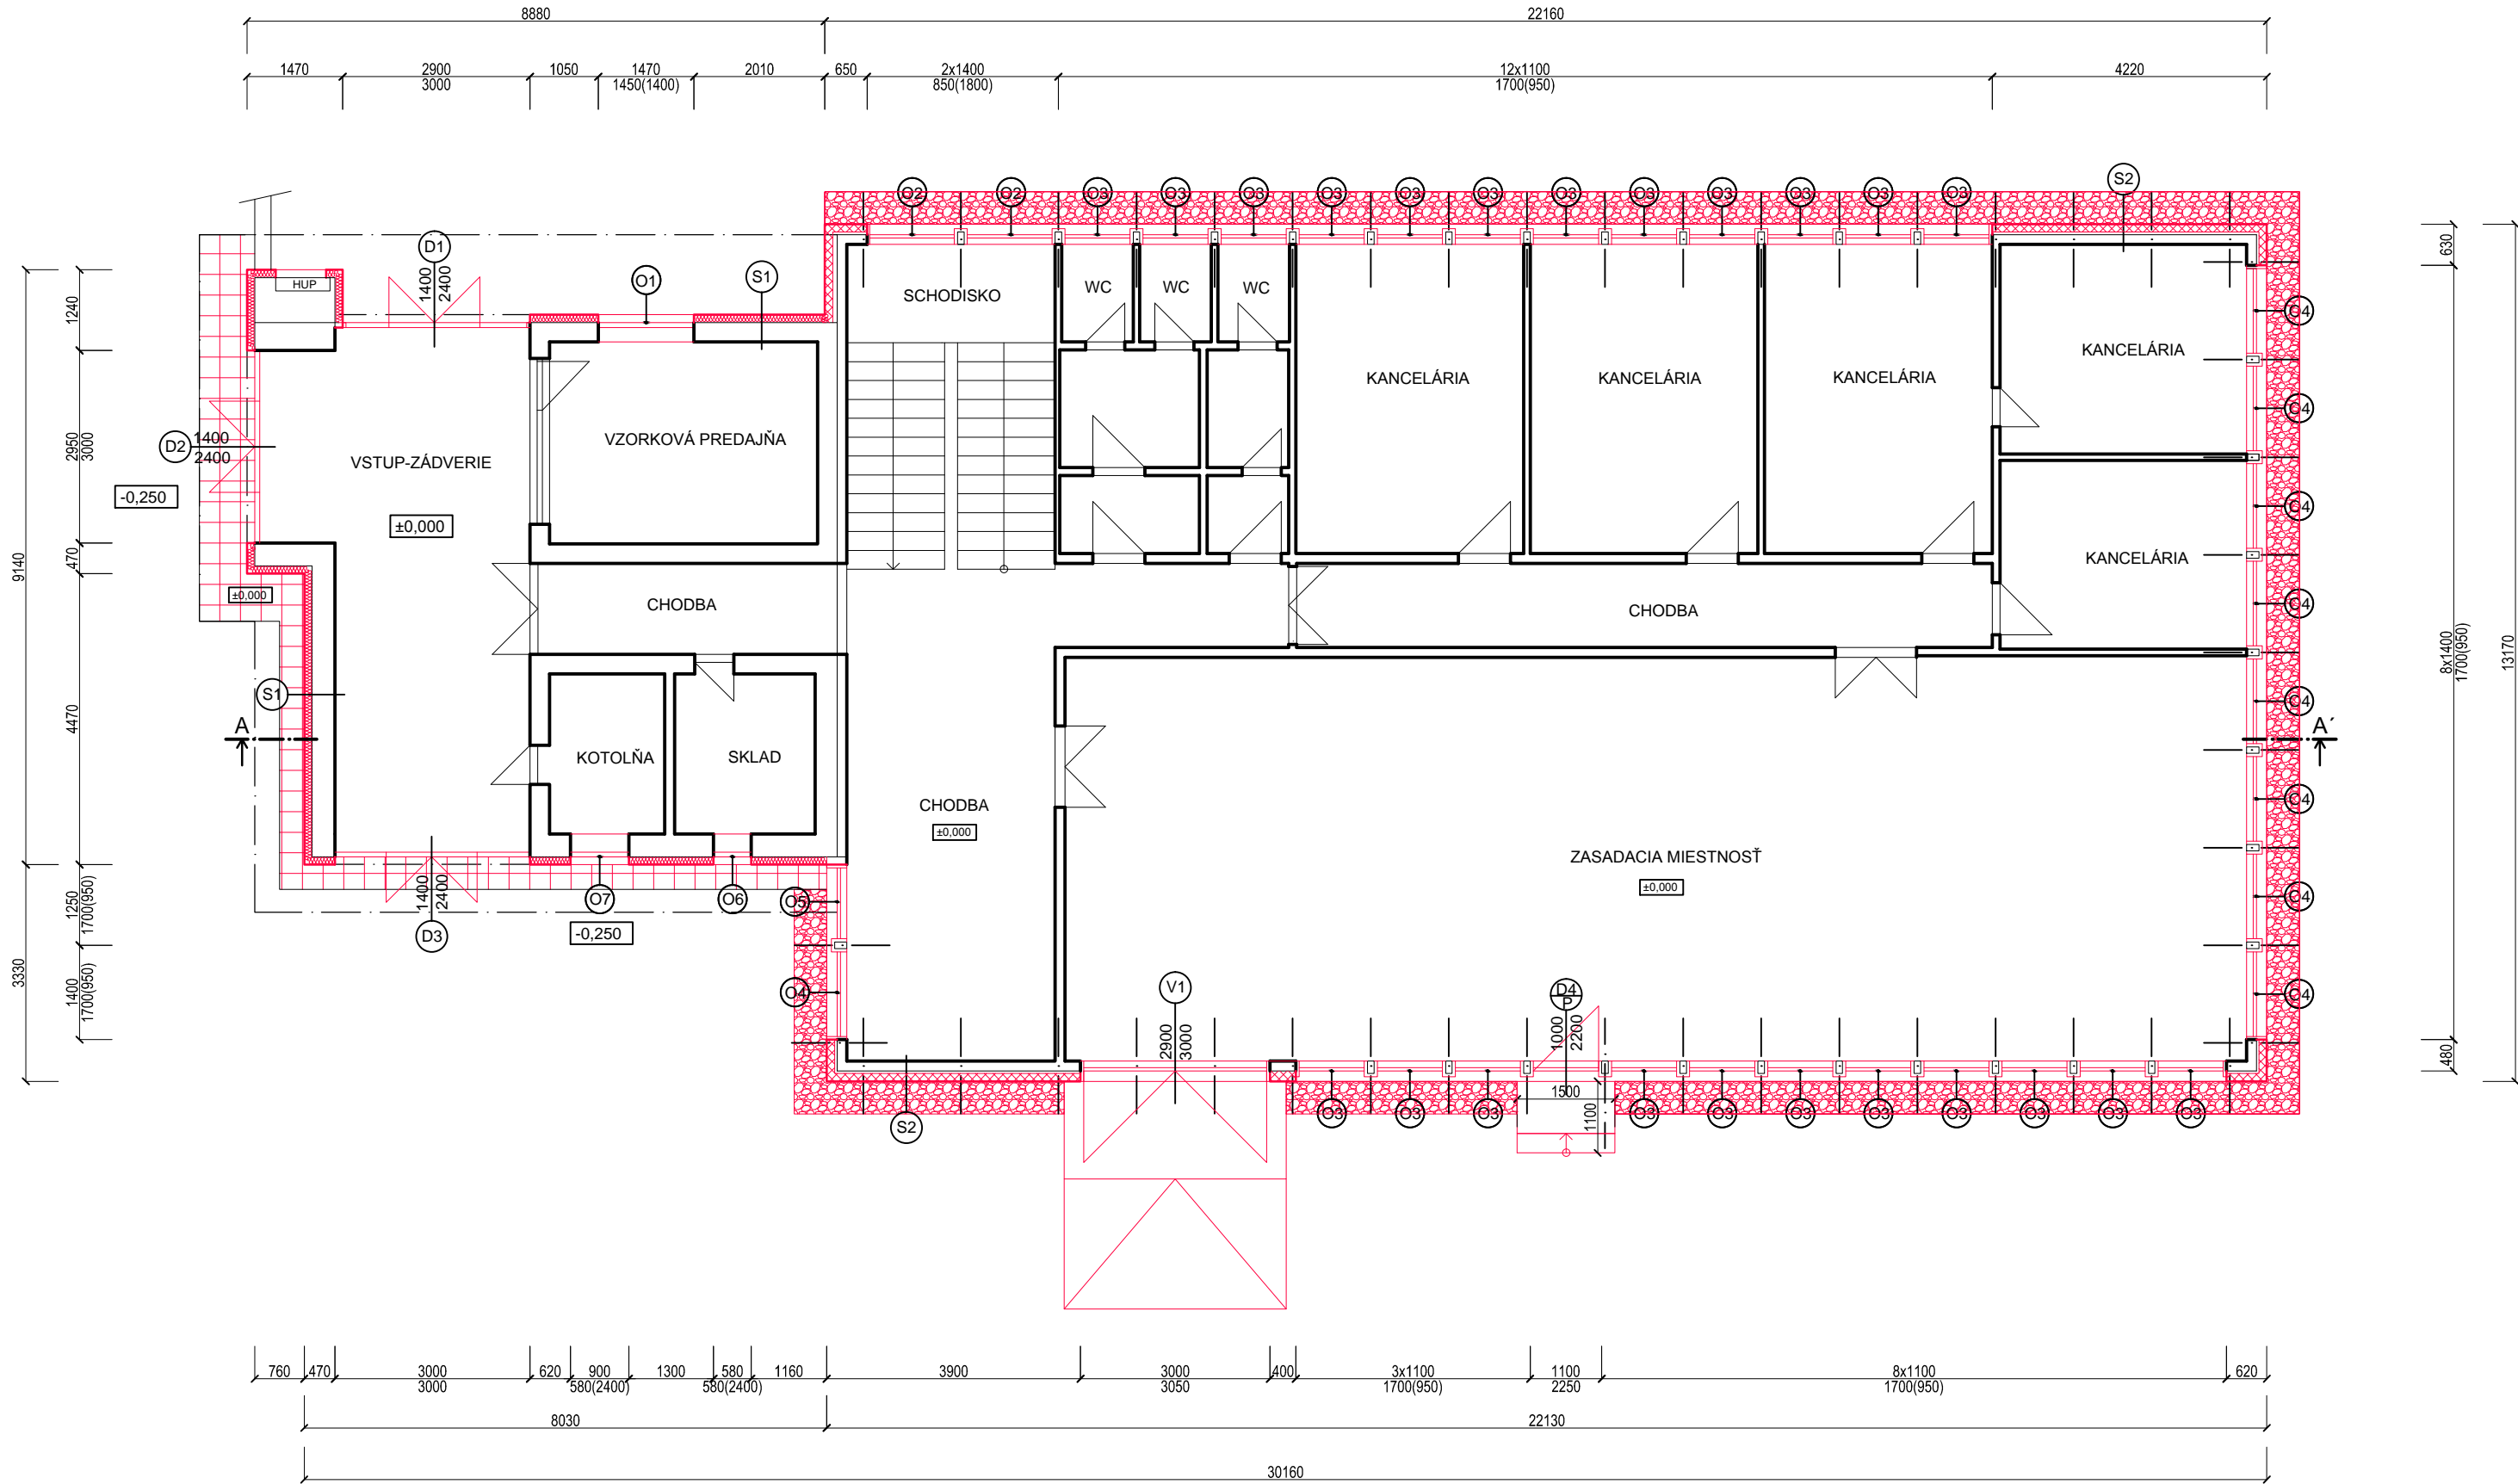 8880
22160
1470
2900
3000
1050
1470
1450(1400)
2010
650
2x1400
850(1800)
12x1100
1700(950)
4220
O2
O2
O3
O3
O3
O3
O3
O3
O3
O3
O3
O3
O3
O3
S2
D1
1400
2400
O1
S1
HUP
SCHODISKO
WC
WC
WC
KANCELÁRIA
KANCELÁRIA
KANCELÁRIA
KANCELÁRIA
O4
O4
O4
O4
O4
O4
O4
O4
630
8x1400
1700(950)
480
13170
1240
2950
3000
470
4470
9140
1250
1700(950)
1400
1700(950)
3330
D2
1400
2400
-0,250
VSTUP-ZÁDVERIE
±0,000
VZORKOVÁ PREDAJŇA
±0,000
CHODBA
CHODBA
KANCELÁRIA
S1
A
A´
KOTOLŇA
SKLAD
CHODBA
±0,000
ZASADACIA MIESTNOSŤ
±0,000
1400
2400
D3
O7
O6
-0,250
O5
O4
S2
V1
2900
3000
D4
P
1000
2200
1500
1100
O3
O3
O3
O3
O3
O3
O3
O3
O3
O3
O3
760
470
3000
3000
620
900
580(2400)
1300
580
580(2400)
1160
3900
3000
3050
400
3x1100
1700(950)
1100
2250
8x1100
1700(950)
620
8030
22130
30160